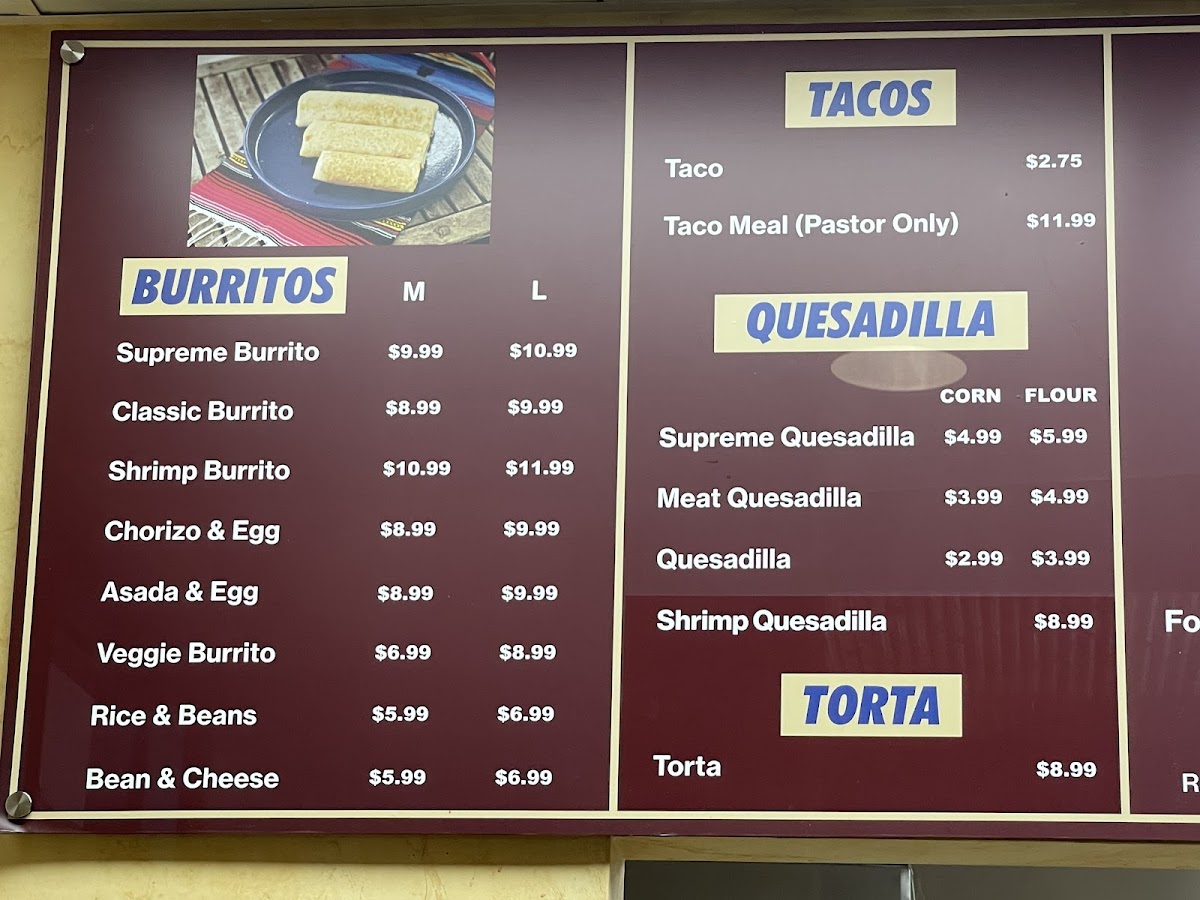 BURRITOS M L
Supreme Burrito $9.99 $10.99
Classic Burrito $8.99 $9.99
Shrimp Burrito $10.99 $11.99
Chorizo & Egg $8.99 $9.99
Asada & Egg $8.99 $9.99
Veggie Burrito $6.99 $8.99
Rice & Beans $5.99 $6.99
Bean & Cheese $5.99 $6.99
TACOS
Taco $2.75
Taco Meal (Pastor Only) $11.99
QUESADILLA
CORN FLOUR
Supreme Quesadilla $4.99 $5.99
Meat Quesadilla $3.99 $4.99
Quesadilla $2.99 $3.99
Shrimp Quesadilla $8.99
TORTA
Torta $8.99